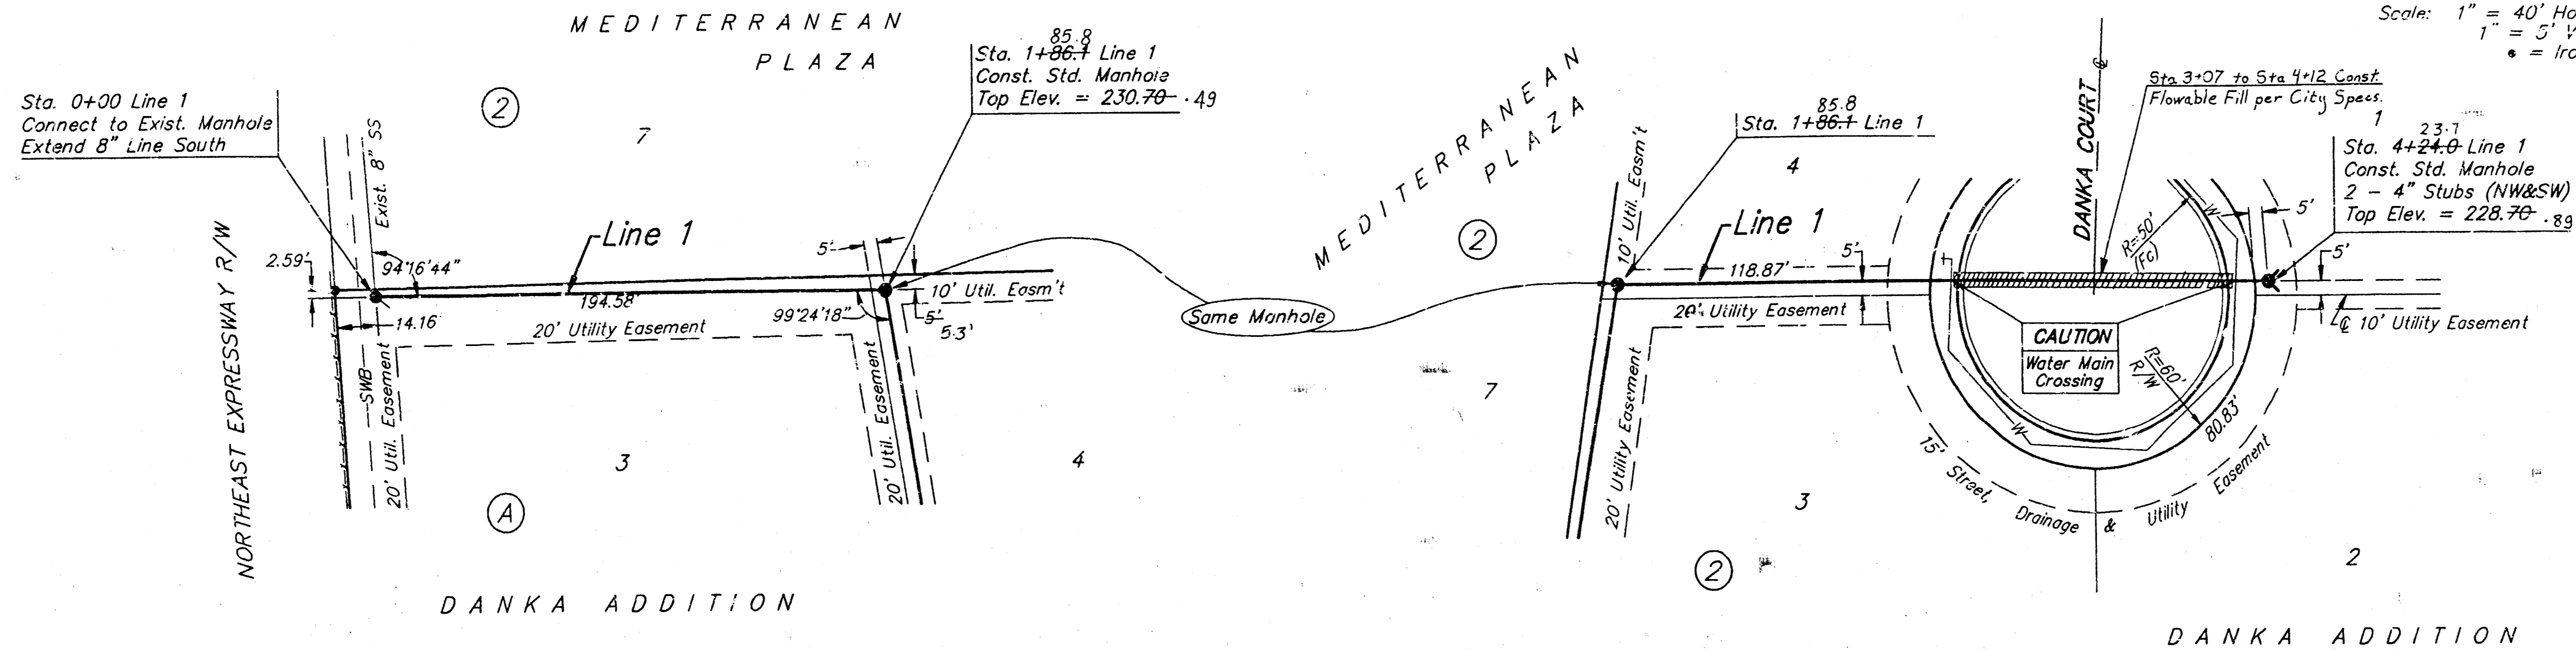 MEDITERRANEAN
PLAZA
Sta. 0+00 Line 1
Connect to Exist. Manhole
Extend 8" Line South
2
7
85.8
Sta. 1+86.1 Line 1
Const. Std. Manhole
Top Elev. = 230.70 .49
Exist. 8" SS
NORTHEAST EXPRESSWAY R/W
2.59'
94°16'44"
Line 1
5'
194.58'
14.16'
20' Utility Easement
99°24'18"
10' Util. Easm't
5'
5.3'
SWB
20' Util. Easement
20' Util. Easement
3
4
A
DANKA ADDITION
Same Manhole
MEDITERRANEAN
PLAZA
2
7
10' Util. Easm't
85.8
Sta. 1+86.1 Line 1
4
Line 1
118.87'
5'
20' Utility Easement
20' Utility Easement
3
2
DANKA COURT
℄
Scale: 1" = 40'
1" = 5'
Sta 3+07 to Sta 4+12 Const.
Flowable Fill per City Specs.
1
23.7
Sta. 4+24.0 Line 1
Const. Std. Manhole
2 - 4" Stubs (NW&SW)
Top Elev. = 228.70 .89
R=50'
(FC)
W
5'
5'
℄ 10' Utility Easement
CAUTION
Water Main
Crossing
R=60'
R/W
80.83'
W
15' Street, Drainage & Utility Easement
2
DANKA ADDITION